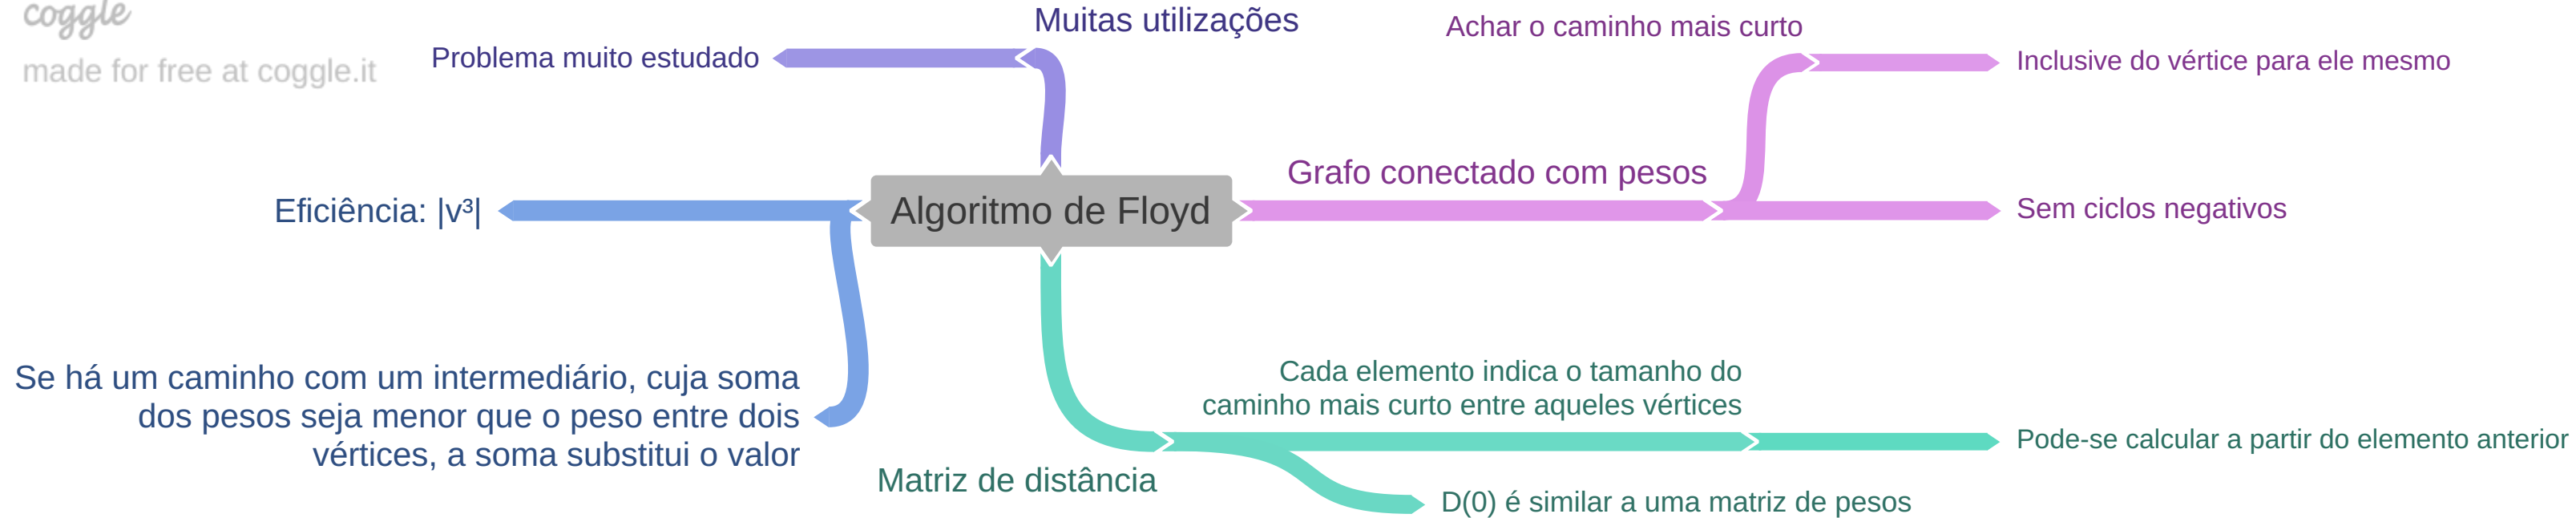 coggle
made for free at coggle.it
Muitas utilizações
Problema muito estudado
Achar o caminho mais curto
Inclusive do vértice para ele mesmo
Grafo conectado com pesos
Sem ciclos negativos
Algoritmo de Floyd
Eficiência: |v³|
Se há um caminho com um intermediário, cuja soma
dos pesos seja menor que o peso entre dois
vértices, a soma substitui o valor
Cada elemento indica o tamanho do
caminho mais curto entre aqueles vértices
Pode-se calcular a partir do elemento anterior
Matriz de distância
D(0) é similar a uma matriz de pesos